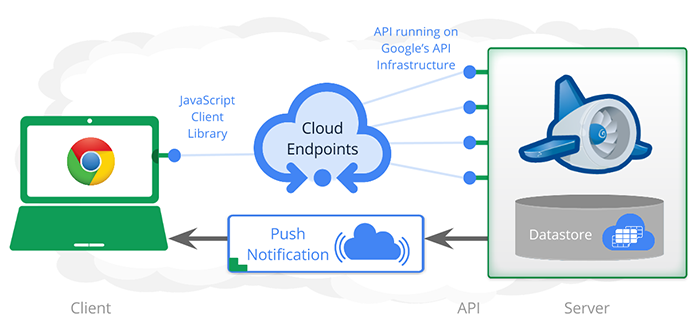 API running on
Google's API
Infrastructure
JavaScript
Client
Library
Cloud
Endpoints
Push
Notification
Datastore
Client
API
Server